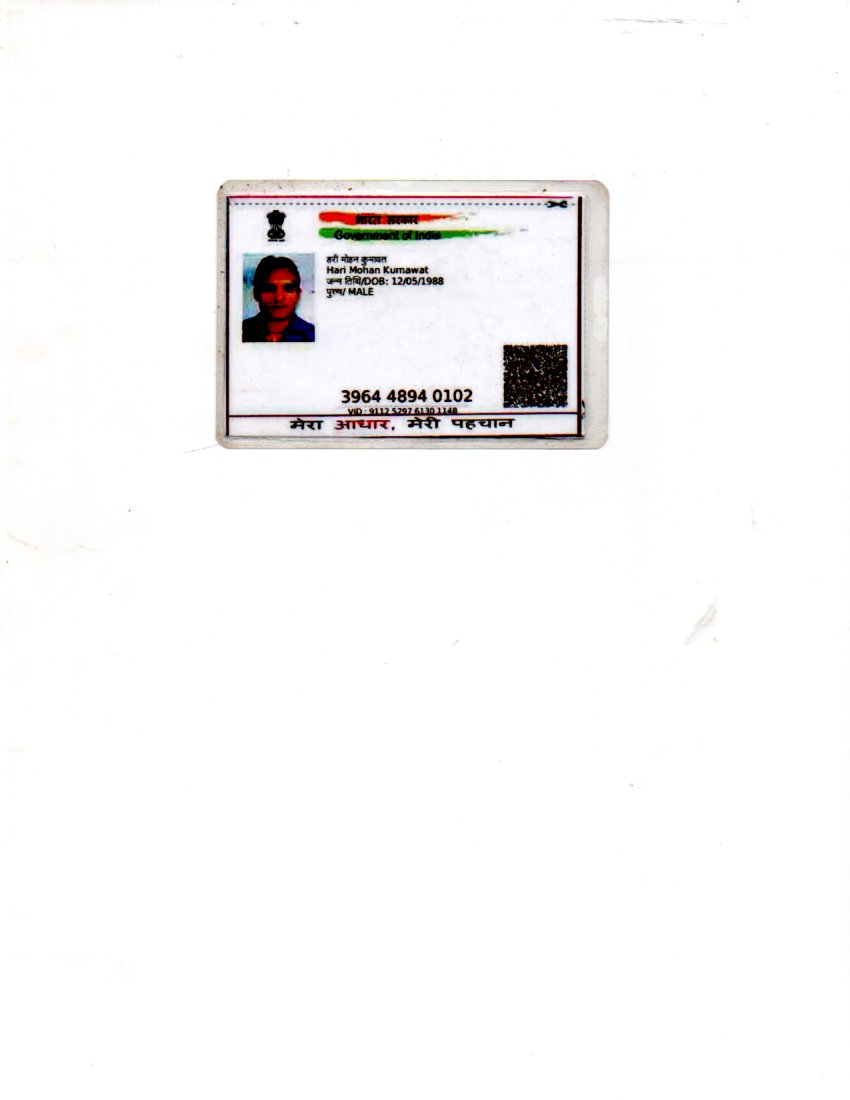 भारत सरकार
Government of India
हरी मोहन कुमावत
Hari Mohan Kumawat
जन्म तिथि/DOB: 12/05/1988
पुरुष/ MALE
3964 4894 0102
VID : 9112 5297 6130 1148
मेरा आधार, मेरी पहचान